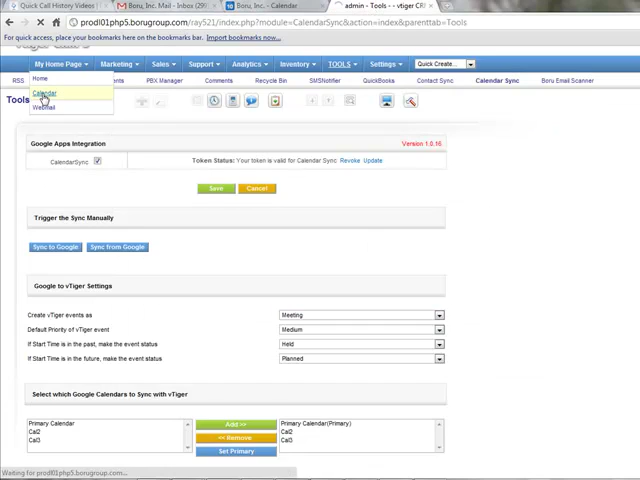 Quick Call History Videos
Boru, Inc. Mail - Inbox (29)
Boru, Inc. - Calendar
admin - Tools - - vtiger CR
prodl01php5.borugroup.com/ray521/index.php?module=CalendarSync&action=index&parenttab=Tools
For quick access, place your bookmarks here on the bookmarks bar. Import bookmarks now...
My Home Page
Marketing
Sales
Support
Analytics
Inventory
TOOLS
Settings
Quick Create...
Home
Calendar
Webmail
RSS
PBX Manager
Comments
Recycle Bin
SMSNotifier
QuickBooks
Contact Sync
Calendar Sync
Boru Email Scanner
Tools
Google Apps Integration
Version 1.0.16
CalendarSync
Token Status: Your token is valid for Calendar Sync Revoke Update
Save
Cancel
Trigger the Sync Manually
Sync to Google
Sync from Google
Google to vTiger Settings
Create vTiger events as
Meeting
Default Priority of vTiger event
Medium
If Start Time is in the past, make the event status
Held
If Start Time is in the future, make the event status
Planned
Select which Google Calendars to Sync with vTiger
Primary Calendar
Cal2
Cal3
Add >>
<< Remove
Set Primary
Primary Calendar(Primary)
Cal2
Cal3
Waiting for prodl01php5.borugroup.com...